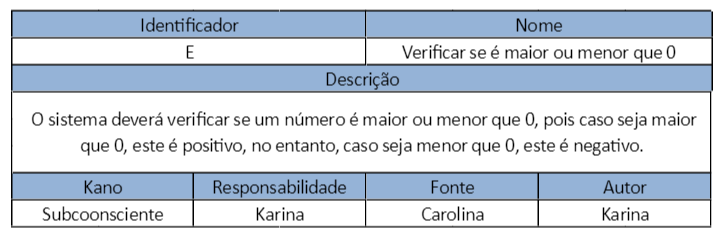 Identificador Nome
E Verificar se é maior ou menor que 0
Descrição
O sistema deverá verificar se um número é maior ou menor que 0, pois caso seja maior
que 0, este é positivo, no entanto, caso seja menor que 0, este é negativo.
Kano Responsabilidade Fonte Autor
Subcoonsciente Karina Carolina Karina